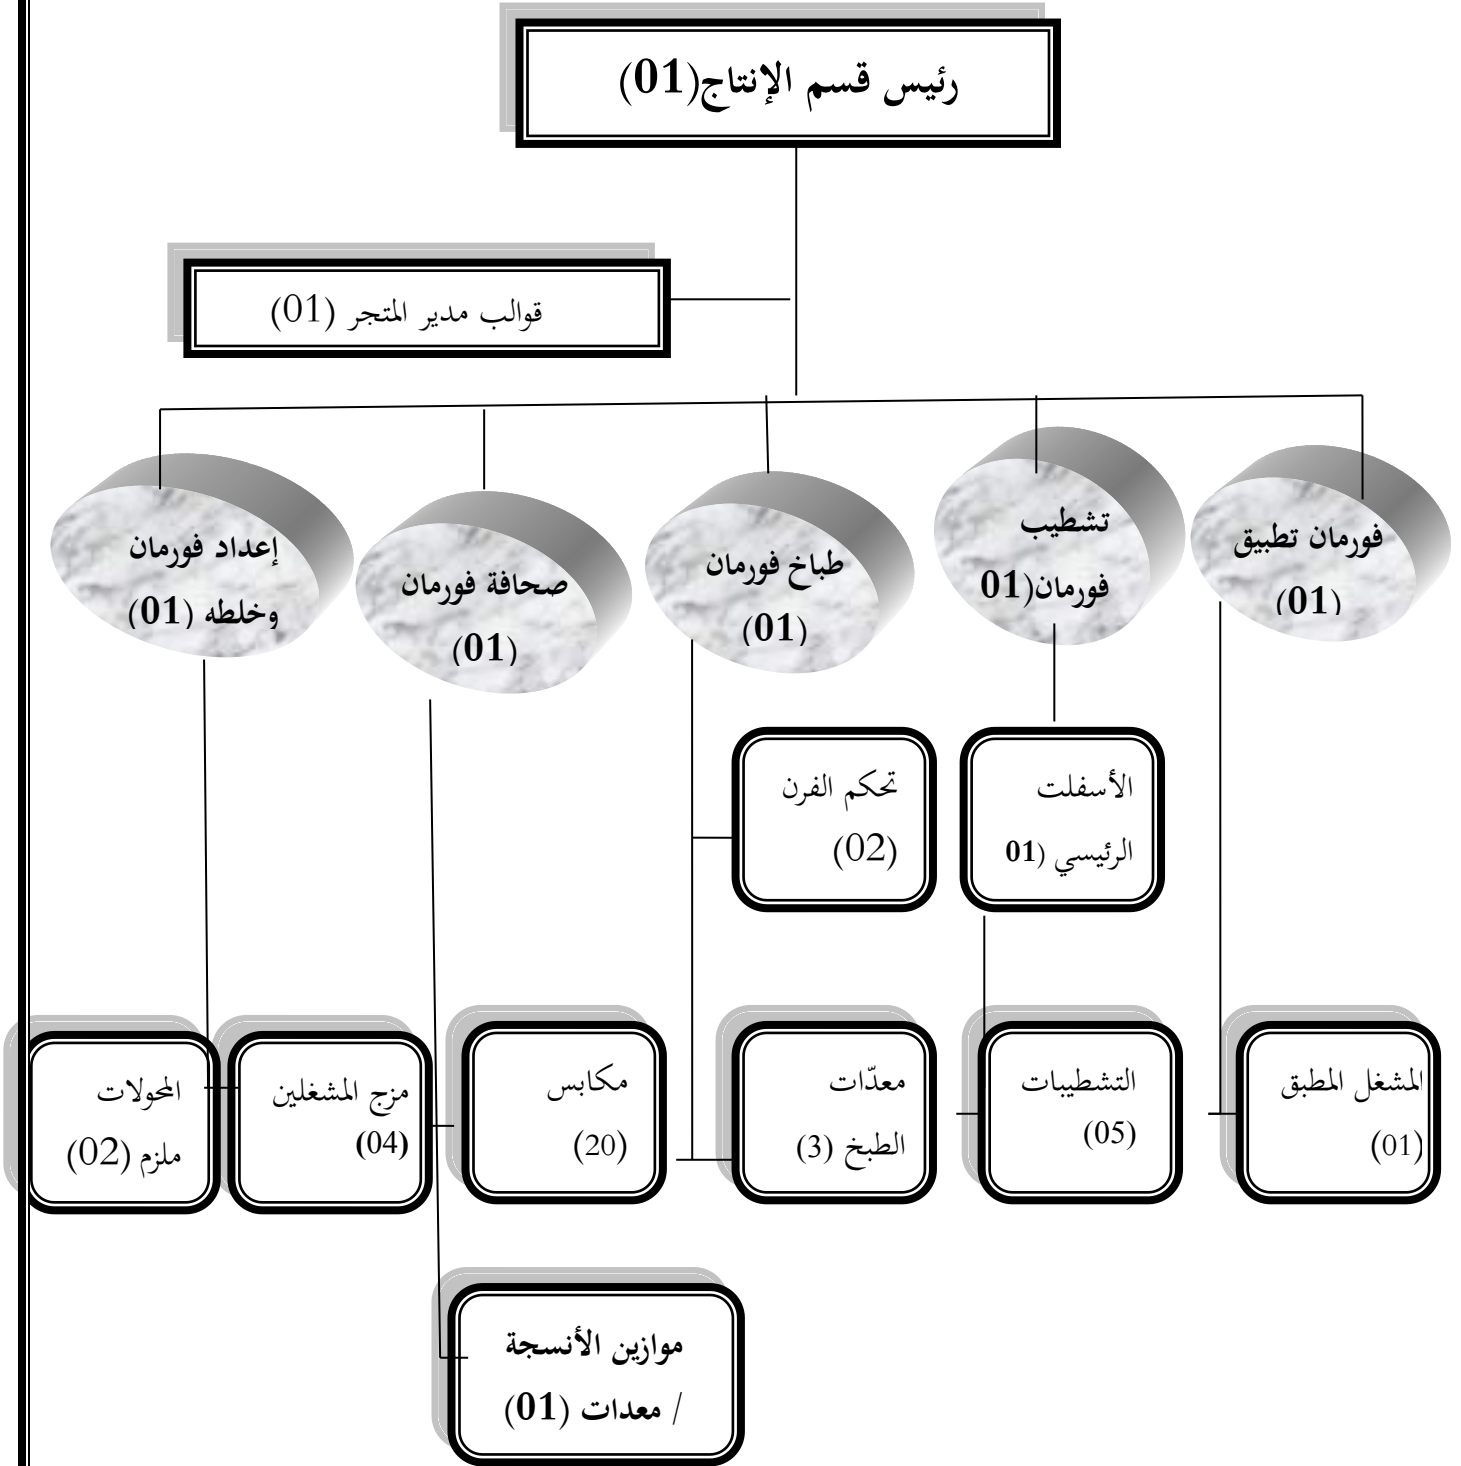 رئيس قسم الإنتاج(01)
قوالب مدير المتجر (01)
فورمان تطبيق
(01)
تشطيب
فورمان(01
طباخ فورمان
(01)
صحافة فورمان
(01)
إعداد فورمان
وخلطه (01)
تحكم الفرن
(02)
الأسفلت
الرئيسي (01
المشغل المطبق
(01)
التشطيبات
(05)
معدّات
الطبخ (3)
مكابس
(20)
مزج المشغلين
(04)
المحولات
ملزم (02)
موازين الأنسجة
/ معدات (01)